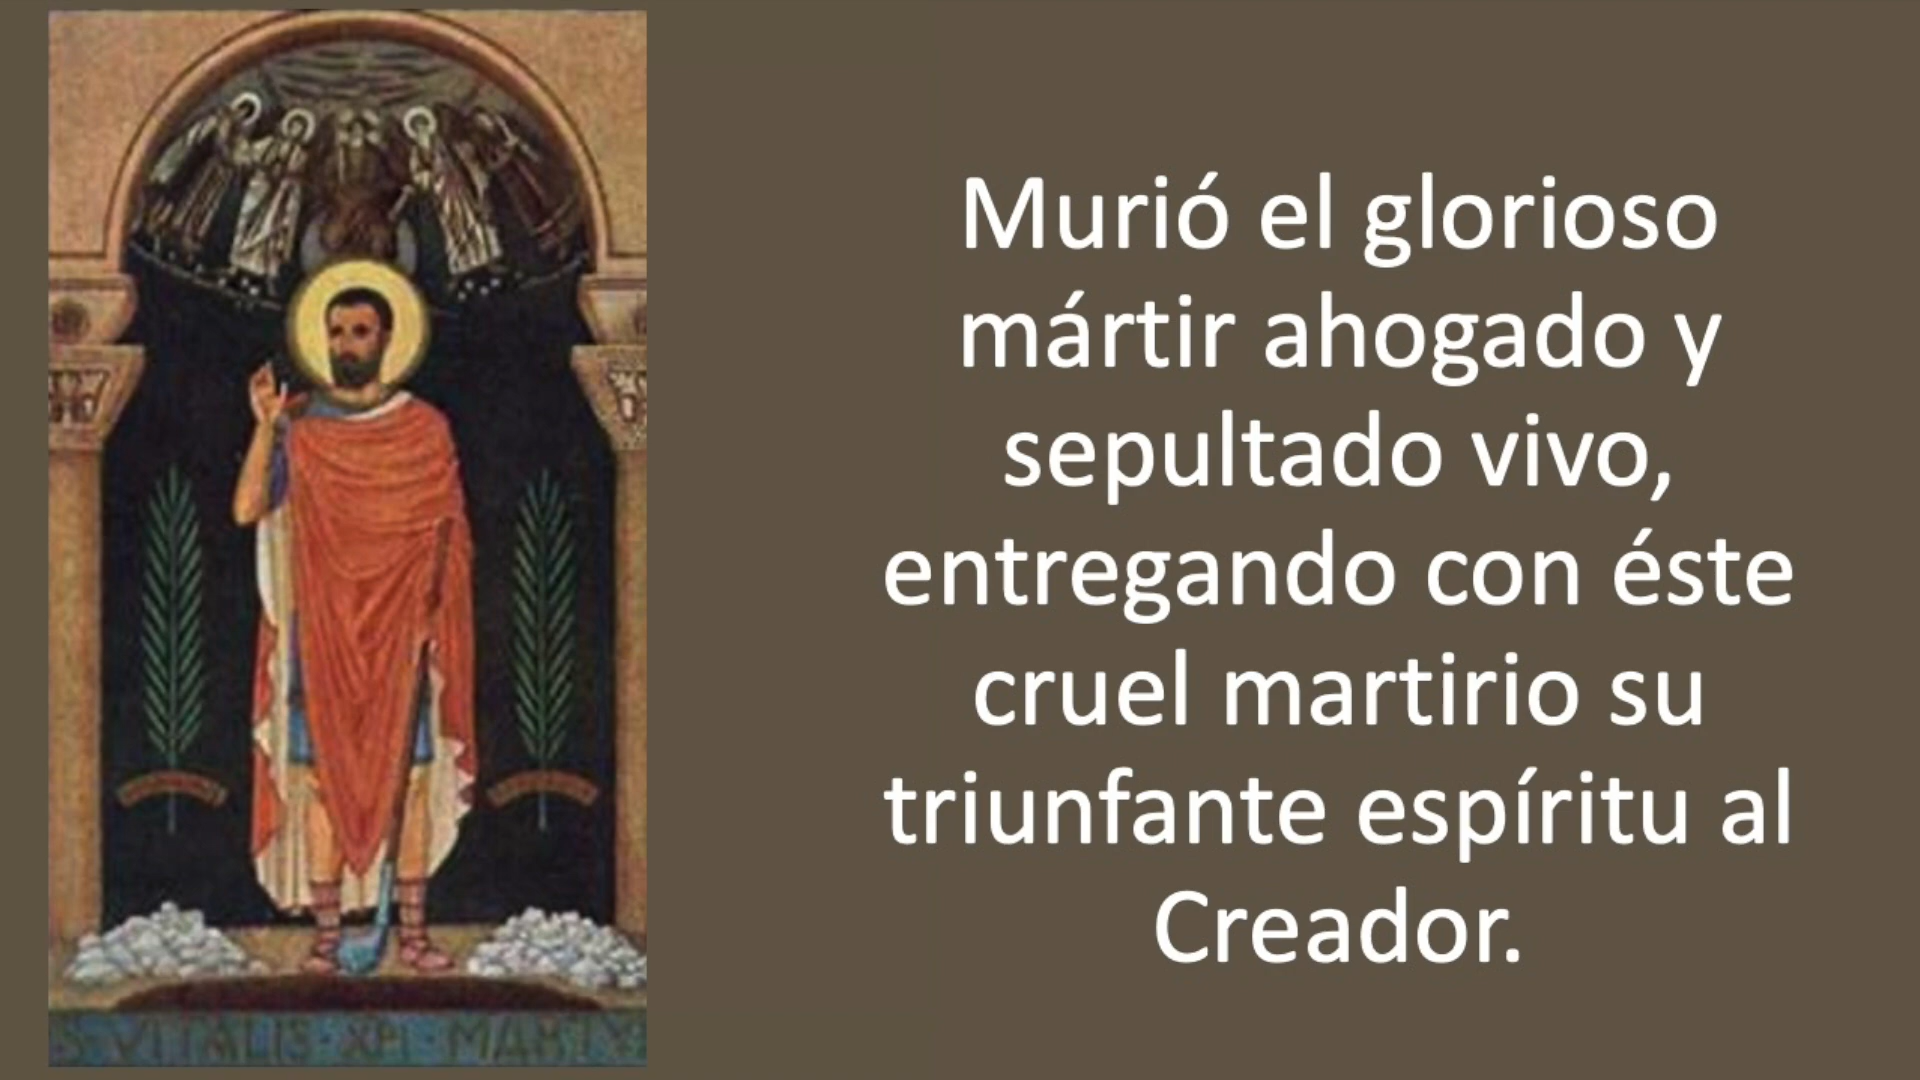 Murió el glorioso
mártir ahogado y
sepultado vivo,
entregando con éste
cruel martirio su
triunfante espíritu al
Creador.
S VITALIS · XPI · MARTY